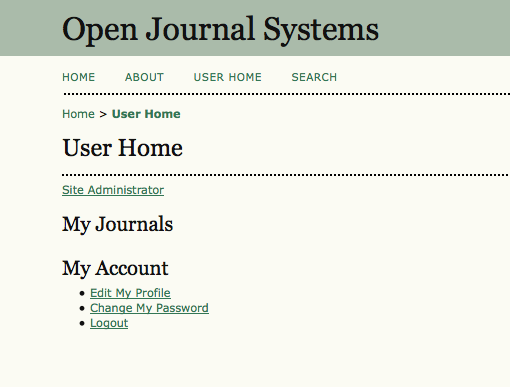 Open Journal Systems
HOME ABOUT USER HOME SEARCH
Home > User Home
User Home
Site Administrator
My Journals
My Account
Edit My Profile
Change My Password
Logout